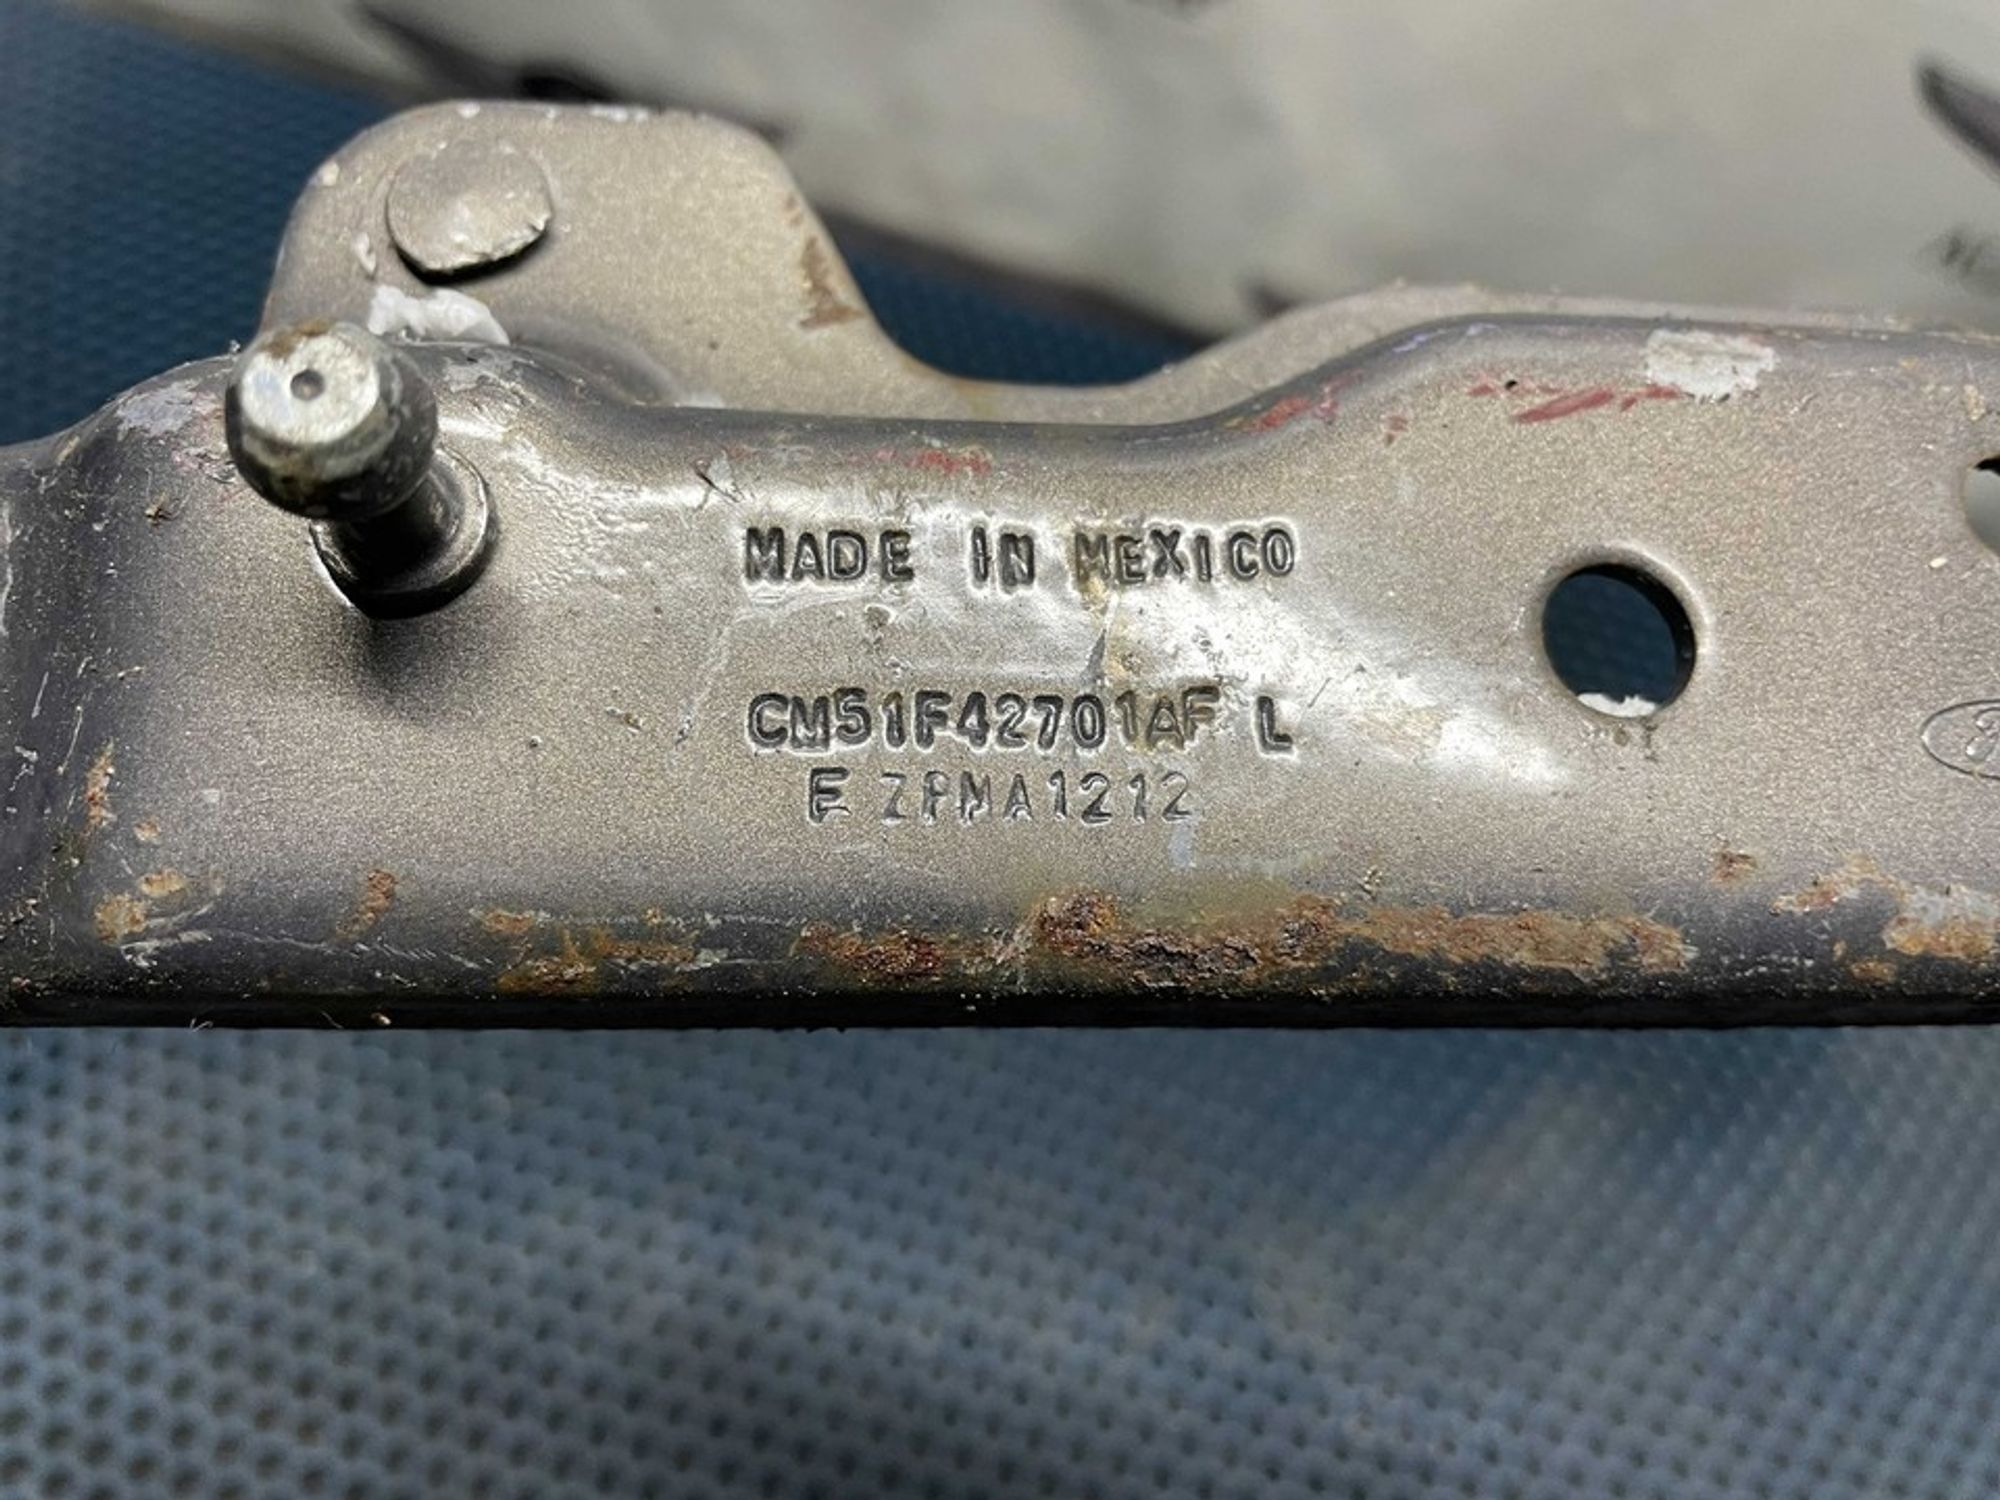 MADE IN MEXICO
CM51F42701AF L
E ZPMA1212